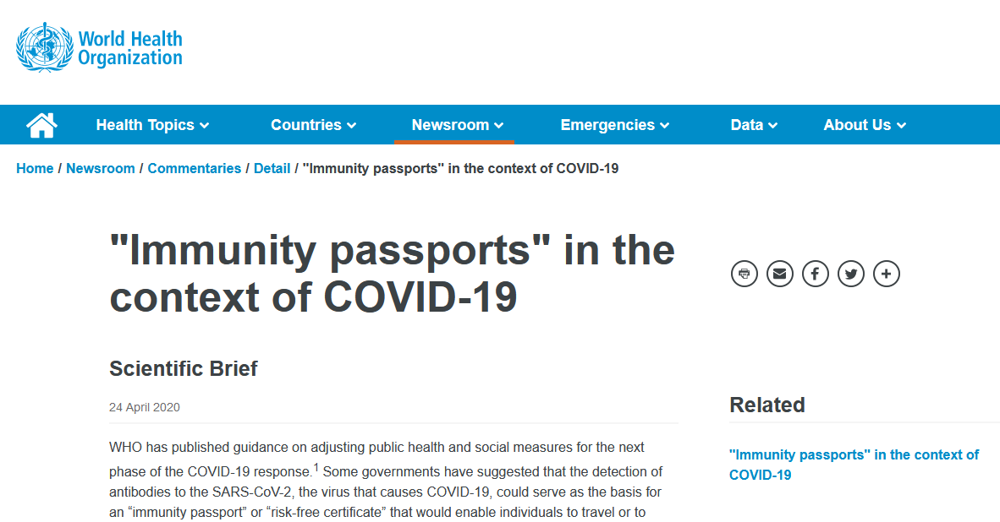 World Health
Organization
Health Topics
Countries
Newsroom
Emergencies
Data
About Us
Home / Newsroom / Commentaries / Detail / "Immunity passports" in the context of COVID-19
"Immunity passports" in the
context of COVID-19
Scientific Brief
24 April 2020
WHO has published guidance on adjusting public health and social measures for the next
phase of the COVID-19 response.1 Some governments have suggested that the detection of
antibodies to the SARS-CoV-2, the virus that causes COVID-19, could serve as the basis for
an “immunity passport” or “risk-free certificate” that would enable individuals to travel or to
Related
"Immunity passports" in the context of
COVID-19